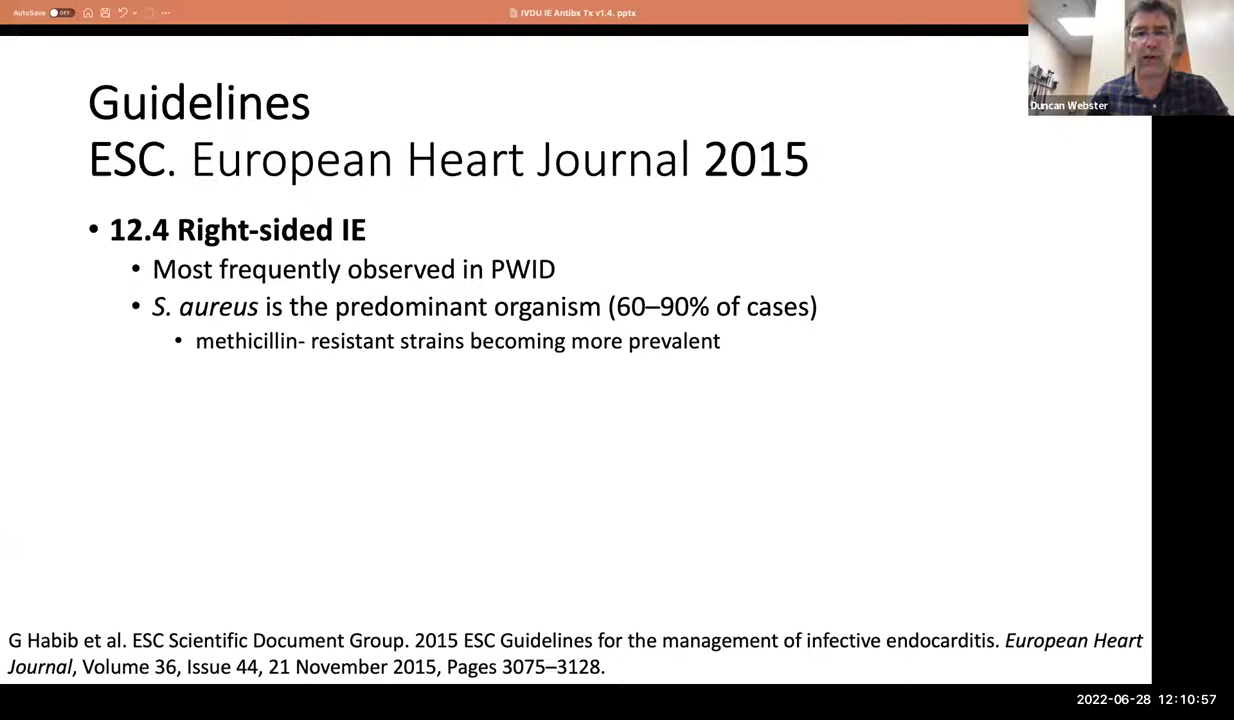 AutoSave OFF
IVDU IE Antibx Tx v1.4. pptx
Duncan Webster
Guidelines
ESC. European Heart Journal 2015
• 12.4 Right-sided IE
• Most frequently observed in PWID
• S. aureus is the predominant organism (60–90% of cases)
• methicillin- resistant strains becoming more prevalent
G Habib et al. ESC Scientific Document Group. 2015 ESC Guidelines for the management of infective endocarditis. European Heart
Journal, Volume 36, Issue 44, 21 November 2015, Pages 3075–3128.
2022-06-28 12:10:57